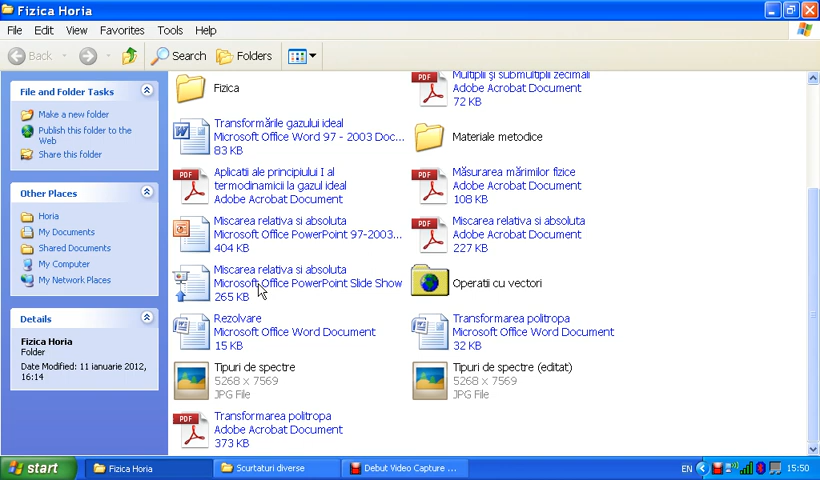 Fizica Horia
File Edit View Favorites Tools Help
Back Search Folders
File and Folder Tasks
Make a new folder
Publish this folder to the
Web
Share this folder
Other Places
Horia
My Documents
Shared Documents
My Computer
My Network Places
Details
Fizica Horia
Folder
Date Modified: 11 ianuarie 2012,
16:14
Fizica
Multiplii şi submultiplii zecimali
Adobe Acrobat Document
72 KB
Transformările gazului ideal
Microsoft Office Word 97 - 2003 Doc...
83 KB
Materiale metodice
Aplicatii ale principiului I al
termodinamicii la gazul ideal
Adobe Acrobat Document
Măsurarea mărimilor fizice
Adobe Acrobat Document
108 KB
Miscarea relativa si absoluta
Microsoft Office PowerPoint 97-2003...
404 KB
Miscarea relativa si absoluta
Adobe Acrobat Document
227 KB
Miscarea relativa si absoluta
Microsoft Office PowerPoint Slide Show
265 KB
Operatii cu vectori
Rezolvare
Microsoft Office Word Document
15 KB
Transformarea politropa
Microsoft Office Word Document
32 KB
Tipuri de spectre
5268 x 7569
JPG File
Tipuri de spectre (editat)
5268 x 7569
JPG File
Transformarea politropa
Adobe Acrobat Document
373 KB
start Fizica Horia Scurtaturi diverse Debut Video Capture ... EN 15:50